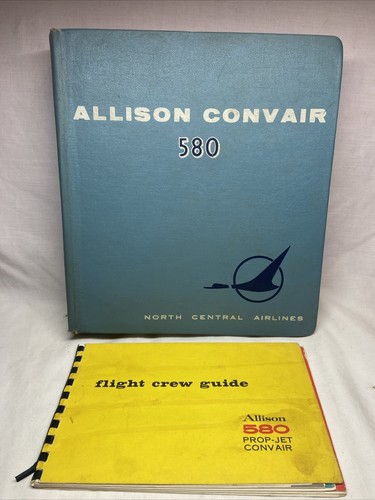 ALLISON CONVAIR
580
NORTH CENTRAL AIRLINES
flight crew guide
Allison
580
PROP-JET
CONVAIR